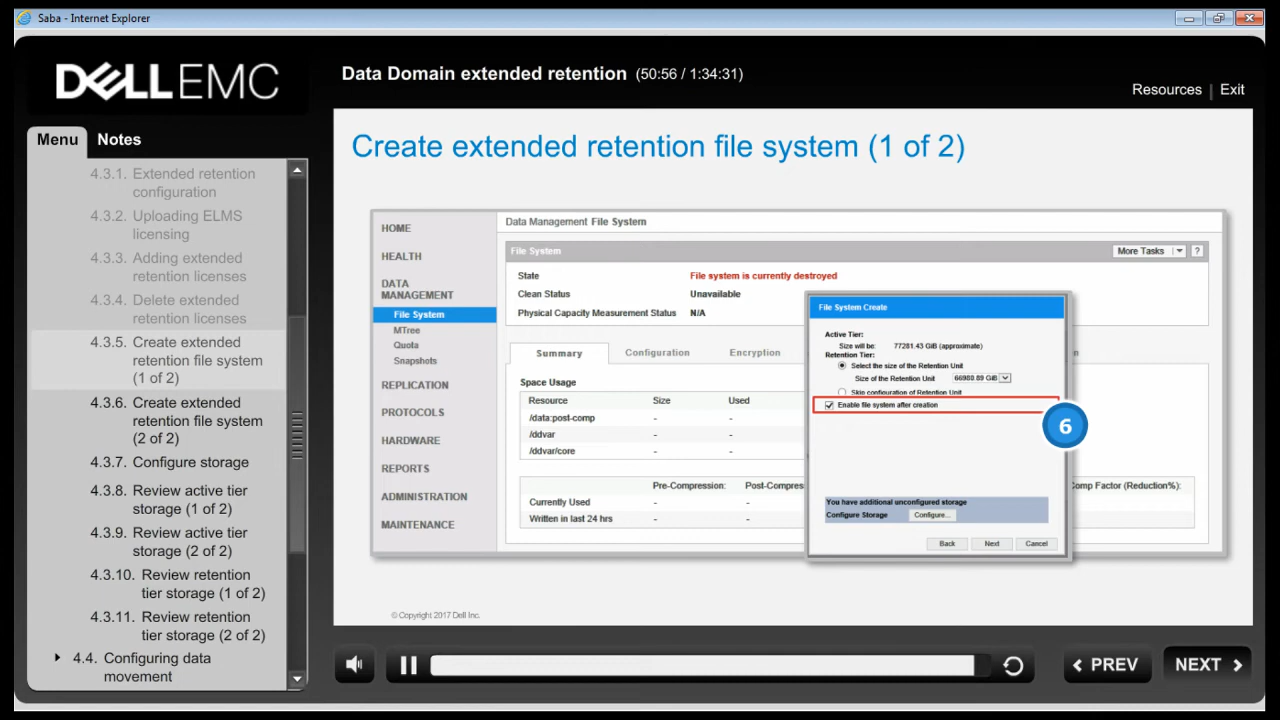 Saba - Internet Explorer
DELLEMC
Data Domain extended retention (50:56 / 1:34:31)
Resources | Exit
Menu Notes
4.3.1. Extended retention
configuration
4.3.2. Uploading ELMS
licensing
4.3.3. Adding extended
retention licenses
4.3.4. Delete extended
retention licenses
4.3.5. Create extended
retention file system
(1 of 2)
4.3.6. Create extended
retention file system
(2 of 2)
4.3.7. Configure storage
4.3.8. Review active tier
storage (1 of 2)
4.3.9. Review active tier
storage (2 of 2)
4.3.10. Review retention
tier storage (1 of 2)
4.3.11. Review retention
tier storage (2 of 2)
4.4. Configuring data
movement
Create extended retention file system (1 of 2)
HOME
HEALTH
DATA
MANAGEMENT
File System
MTree
Quota
Snapshots
REPLICATION
PROTOCOLS
HARDWARE
REPORTS
ADMINISTRATION
MAINTENANCE
Data Management File System
File System More Tasks ?
State File system is currently destroyed
Clean Status Unavailable
Physical Capacity Measurement Status N/A
Summary Configuration Encryption
Space Usage
Resource Size Used
/data:post-comp - -
/ddvar - -
/ddvar/core - -
Pre-Compression: Post-Compres omp Factor (Reduction%):
Currently Used - -
Written in last 24 hrs - -
File System Create
Active Tier:
Size will be: 77281.43 GiB (approximate)
Retention Tier:
Select the size of the Retention Unit
Size of the Retention Unit 66980.89 GiB
Skip configuration of Retention Unit
Enable file system after creation
6
You have additional unconfigured storage
Configure Storage Configure...
Back Next Cancel
© Copyright 2017 Dell Inc.
PREV NEXT